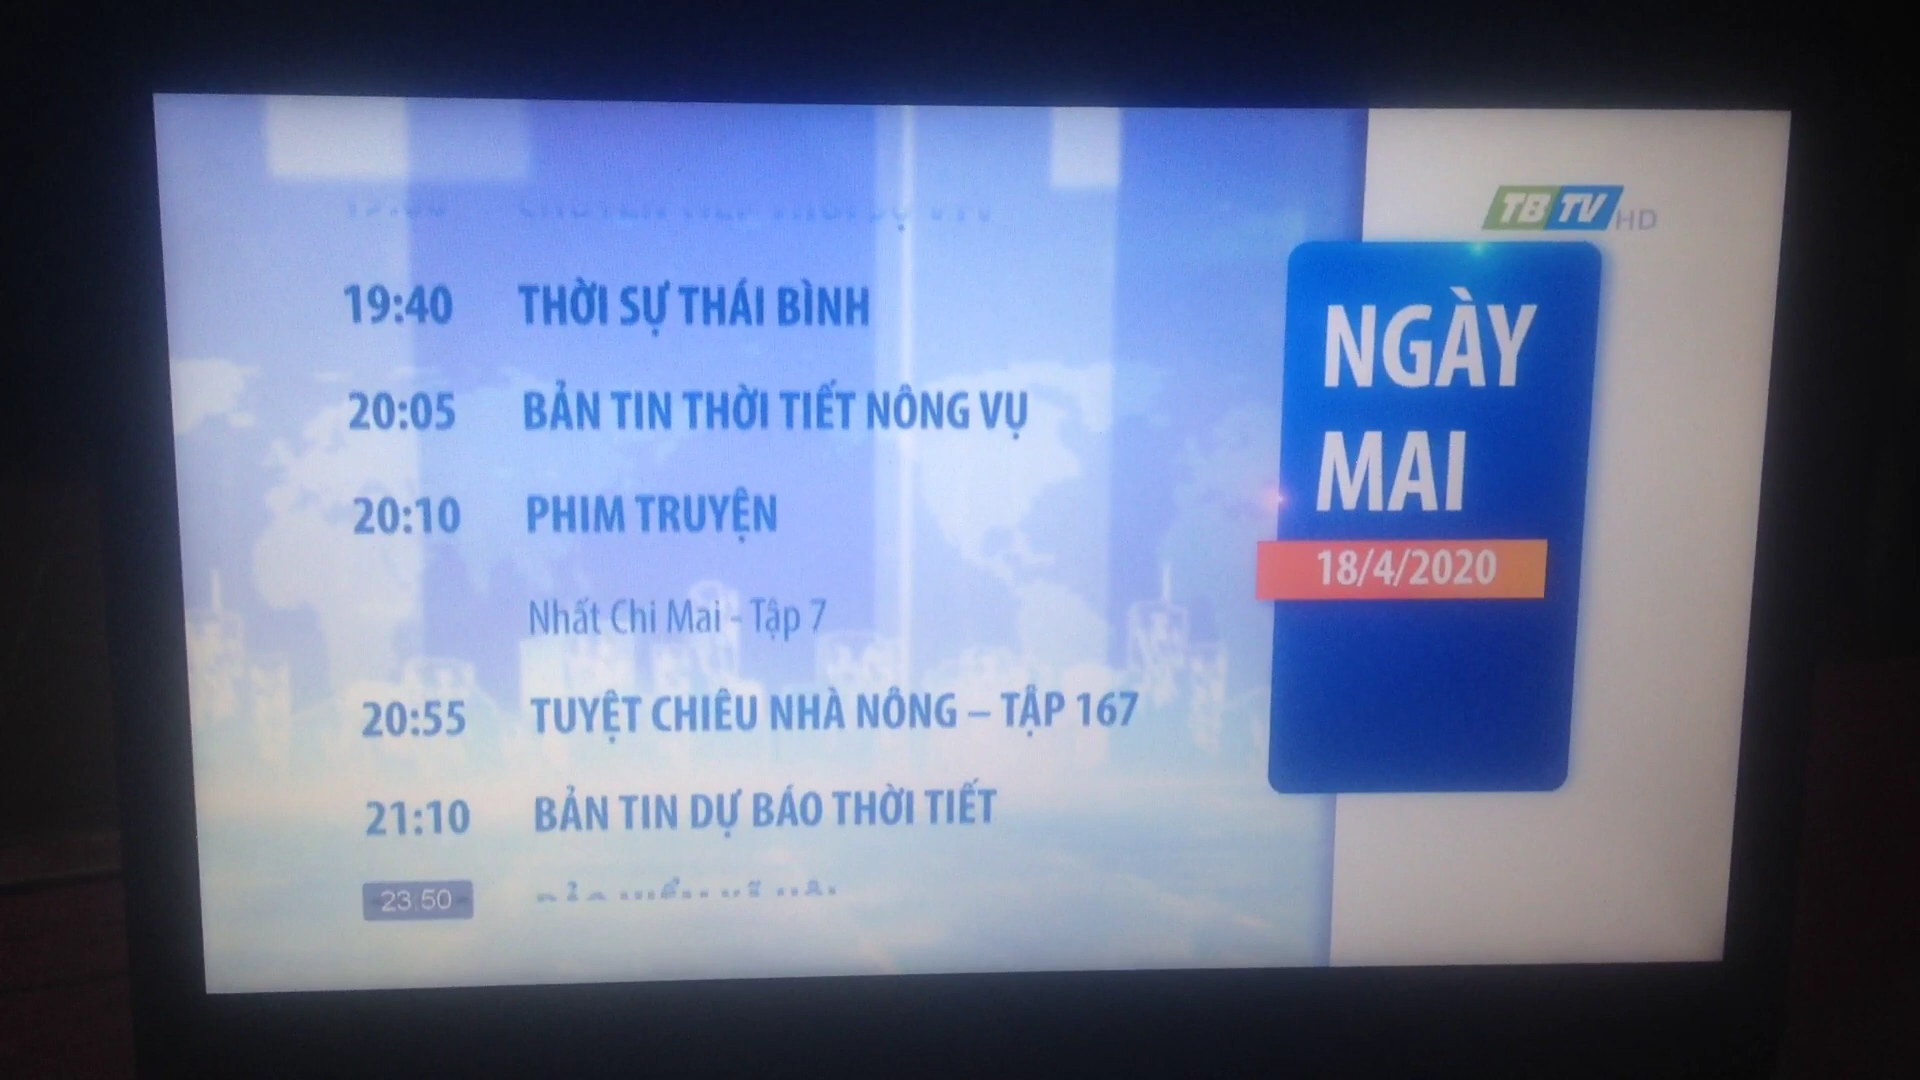 TBTV HD
19:40 THỜI SỰ THÁI BÌNH
20:05 BẢN TIN THỜI TIẾT NÔNG VỤ
20:10 PHIM TRUYỆN
Nhất Chi Mai - Tập 7
20:55 TUYỆT CHIÊU NHÀ NÔNG – TẬP 167
21:10 BẢN TIN DỰ BÁO THỜI TIẾT
23:50
NGÀY
MAI
18/4/2020